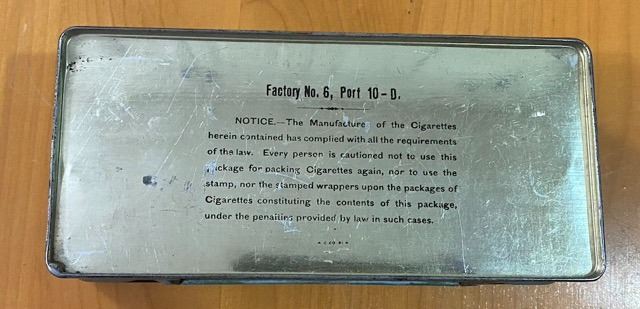 Factory No. 6, Port 10-D.
NOTICE.—The Manufacturer of the Cigarettes
herein contained has complied with all the requirements
of the law. Every person is cautioned not to use this
package for packing Cigarettes again, nor to use the
stamp, nor the stamped wrappers upon the packages of
Cigarettes constituting the contents of this package,
under the penalties provided by law in such cases.